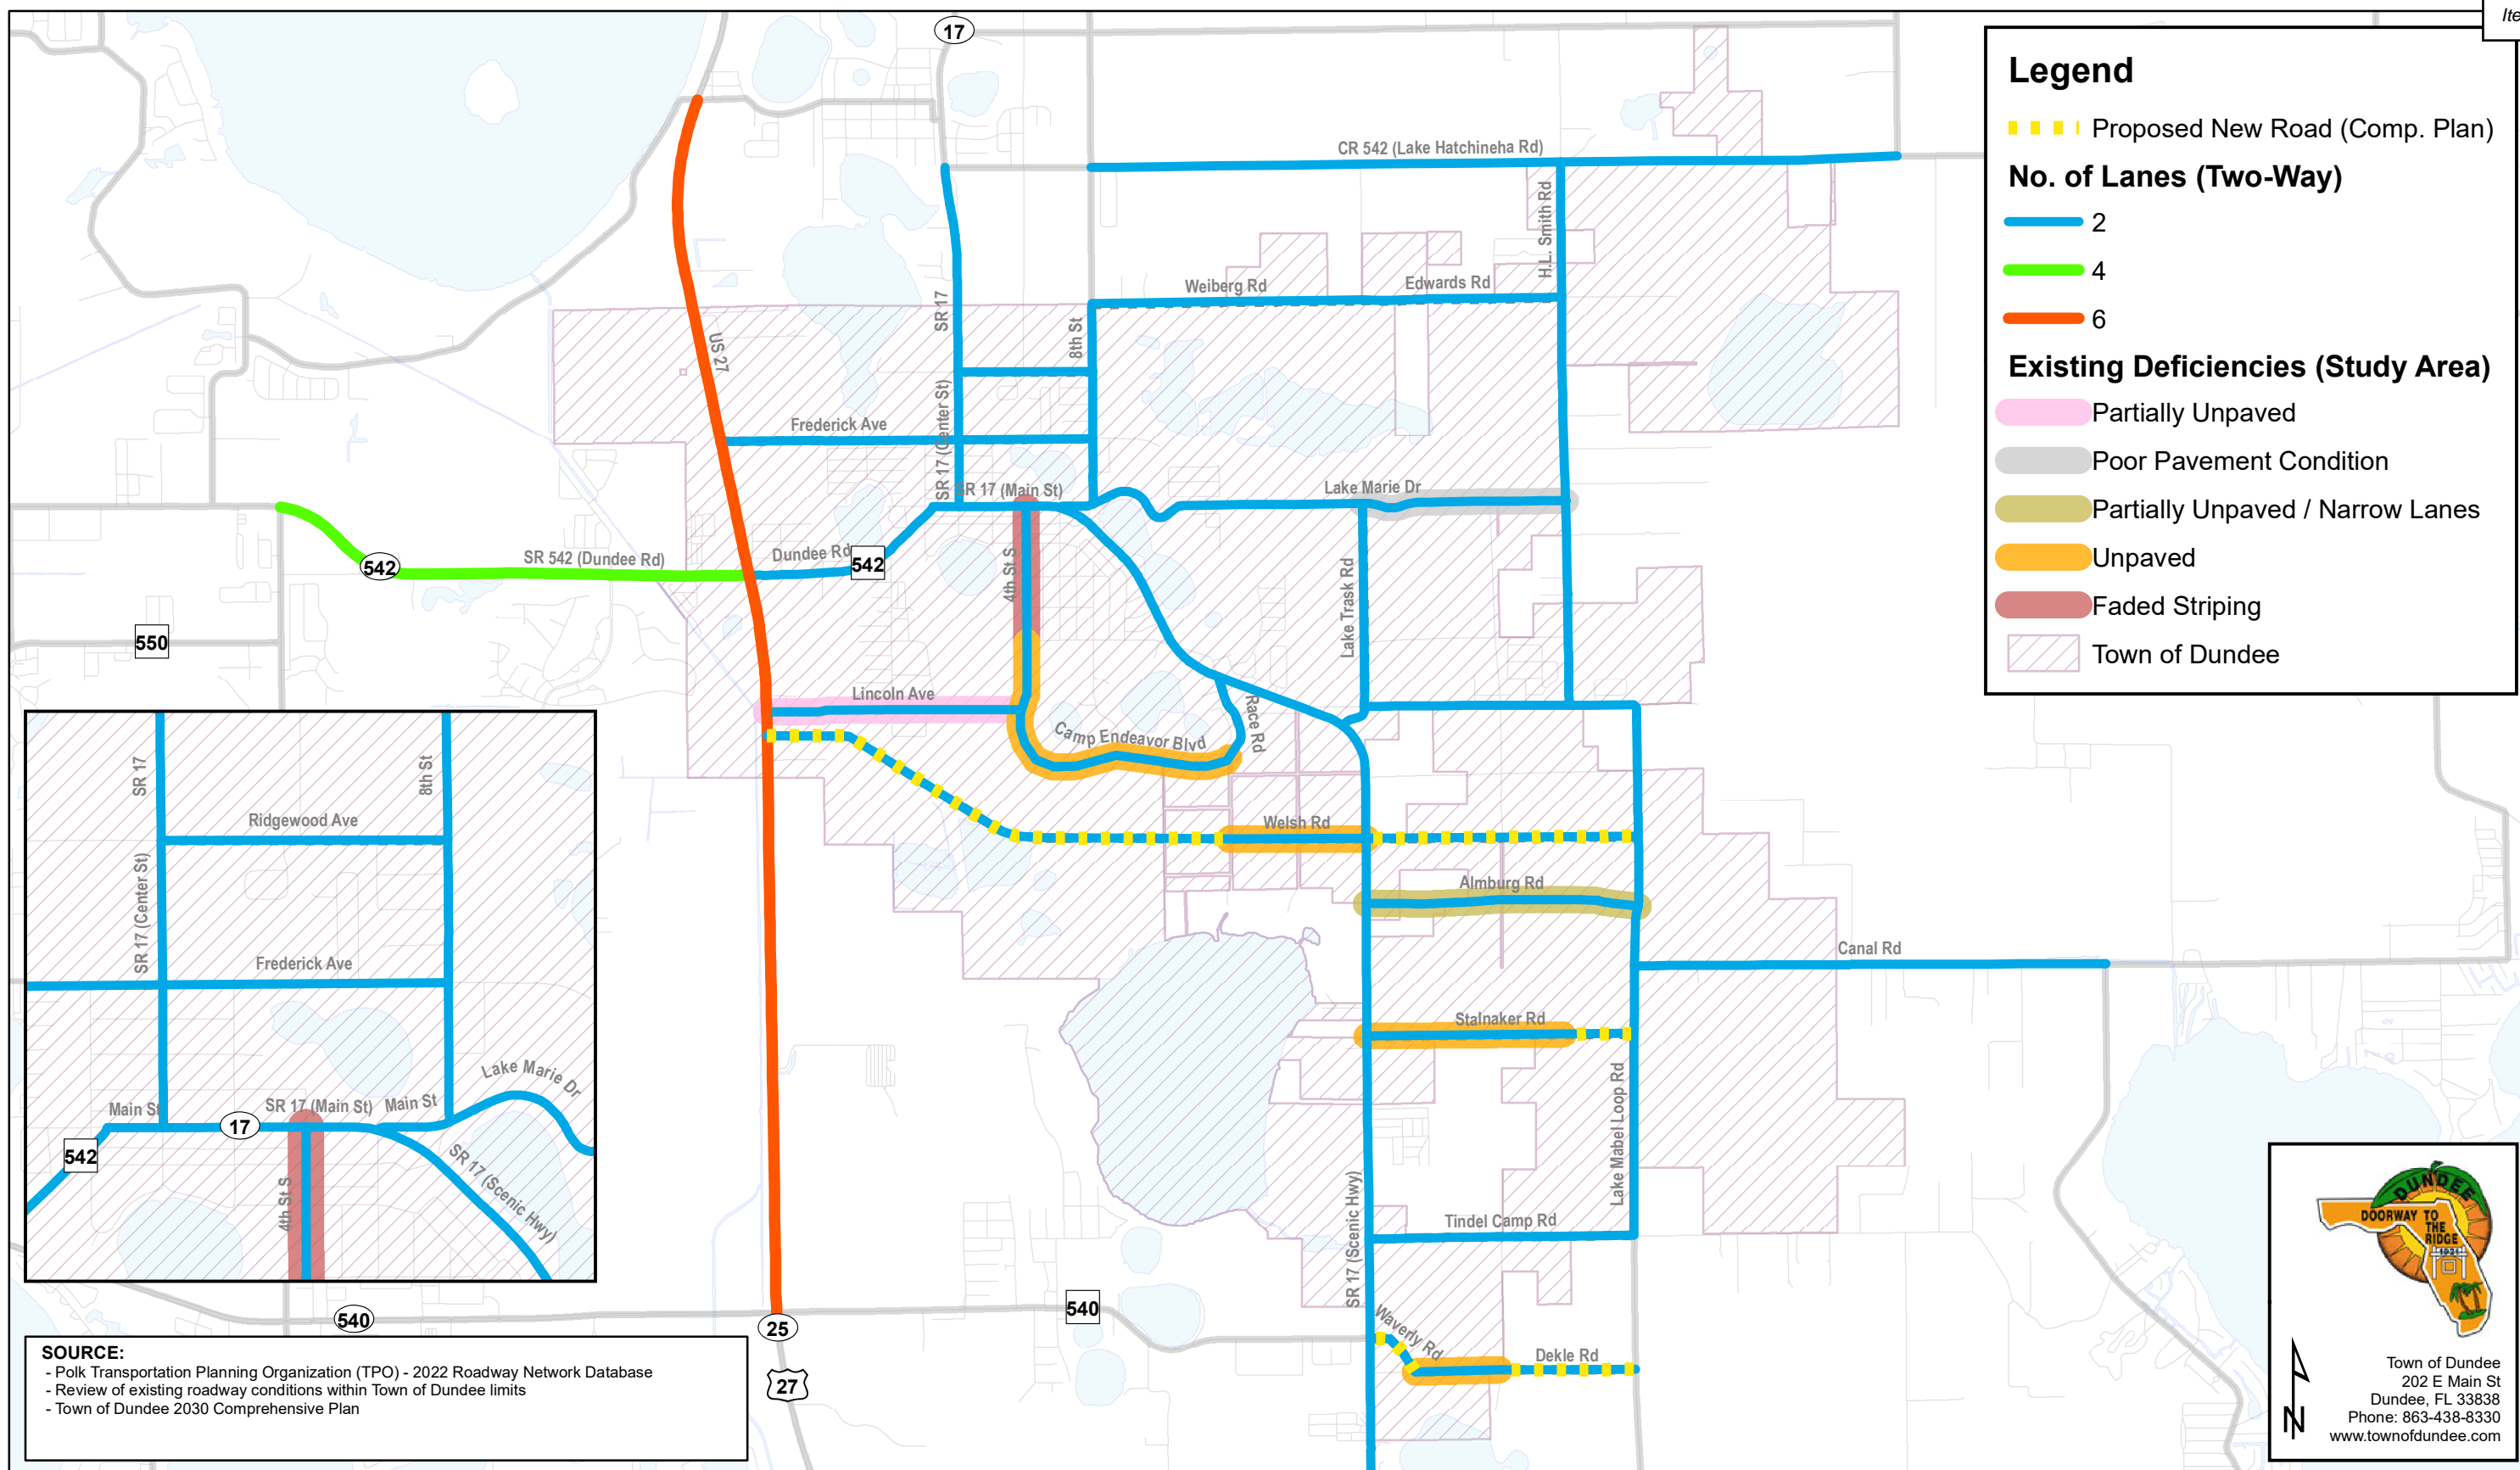 Ite
17
Legend
Proposed New Road (Comp. Plan)
No. of Lanes (Two-Way)
2
4
6
Existing Deficiencies (Study Area)
Partially Unpaved
Poor Pavement Condition
Partially Unpaved / Narrow Lanes
Unpaved
Faded Striping
Town of Dundee
CR 542 (Lake Hatchineha Rd)
H.L. Smith Rd
Weiberg Rd
Edwards Rd
SR 17
8th St
US 27
SR 17 (Center St)
Frederick Ave
SR 17 (Main St)
Lake Marie Dr
SR 542 (Dundee Rd)
Dundee Rd
542
542
4th St S
Lake Trask Rd
550
Lincoln Ave
Camp Endeavor Blvd
Race Rd
Welsh Rd
Almburg Rd
Canal Rd
Stalnaker Rd
Lake Mabel Loop Rd
Tindel Camp Rd
SR 17 (Scenic Hwy)
Waverly Rd
Dekle Rd
540
540
25
27
SR 17
8th St
Ridgewood Ave
SR 17 (Center St)
Frederick Ave
Lake Marie Dr
Main St
SR 17 (Main St)
Main St
17
542
4th St S
SR 17 (Scenic Hwy)
SOURCE:
- Polk Transportation Planning Organization (TPO) - 2022 Roadway Network Database
- Review of existing roadway conditions within Town of Dundee limits
- Town of Dundee 2030 Comprehensive Plan
DUNDEE
DOORWAY TO
THE
RIDGE
N
Town of Dundee
202 E Main St
Dundee, FL 33838
Phone: 863-438-8330
www.townofdundee.com